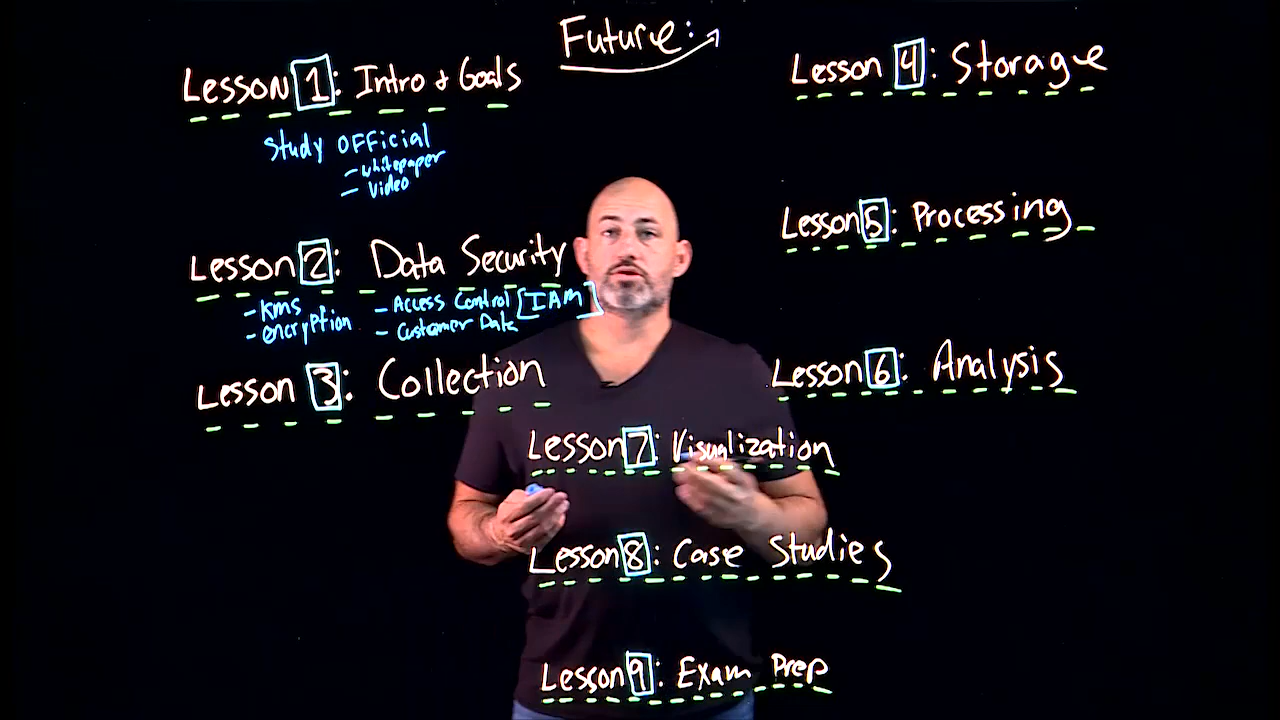 Future:
Lesson 1: Intro & Goals
Study Official
- whitepaper
- Video
Lesson 2: Data Security
- KMS
- encryption
- Access Control [IAM]
- Customer Data
Lesson 3: Collection
Lesson 4: Storage
Lesson 5: Processing
Lesson 6: Analysis
Lesson 7: Visualization
Lesson 8: Case Studies
Lesson 9: Exam Prep